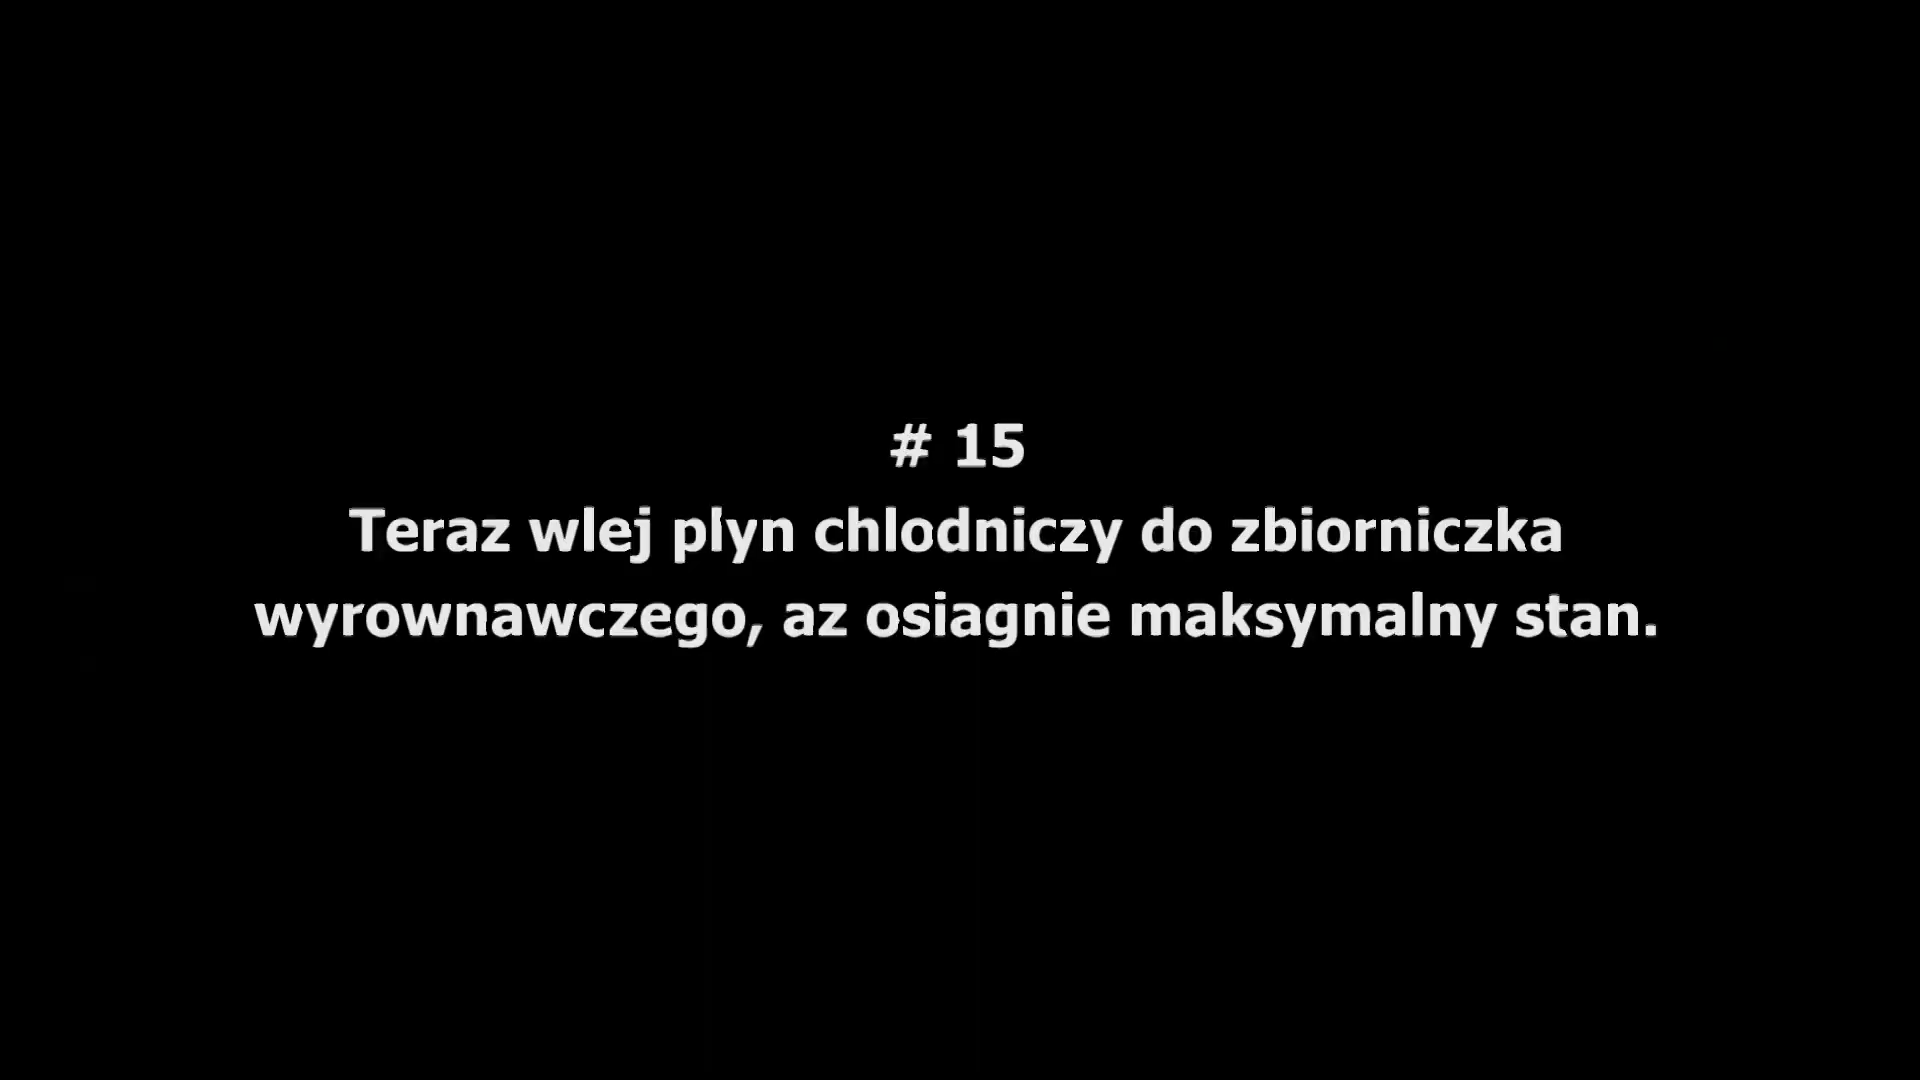 # 15
Teraz wlej plyn chlodniczy do zbiorniczka
wyrownawczego, az osiagnie maksymalny stan.